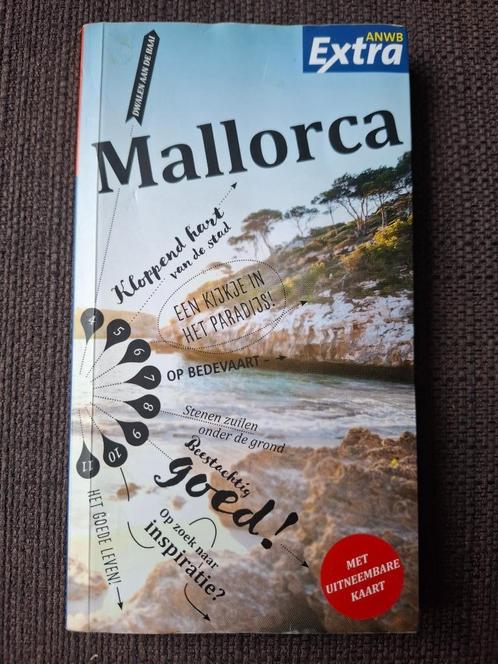 ANWB
Extra
DWALEN AAN DE BAAI
Mallorca
Kloppend hart
van de stad
EEN KIJKJE IN
HET PARADIJS!
4
5
6
7
8
9
10
11
OP BEDEVAART
Stenen zuilen
onder de grond
Beestachtig
goed!
Op zoek naar
inspiratie?
HET GOEDE LEVEN!
MET
UITNEEMBARE
KAART